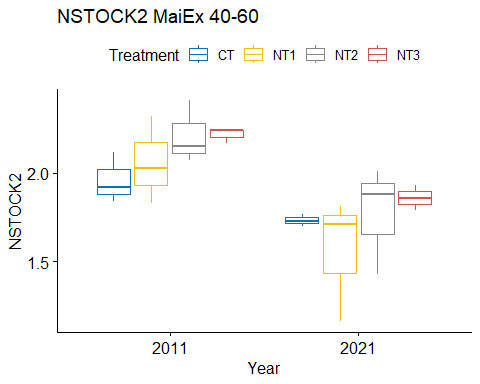 NSTOCK2 MaiEx 40-60
Treatment CT NT1 NT2 NT3
NSTOCK2
2.0
1.5
2011 2021
Year